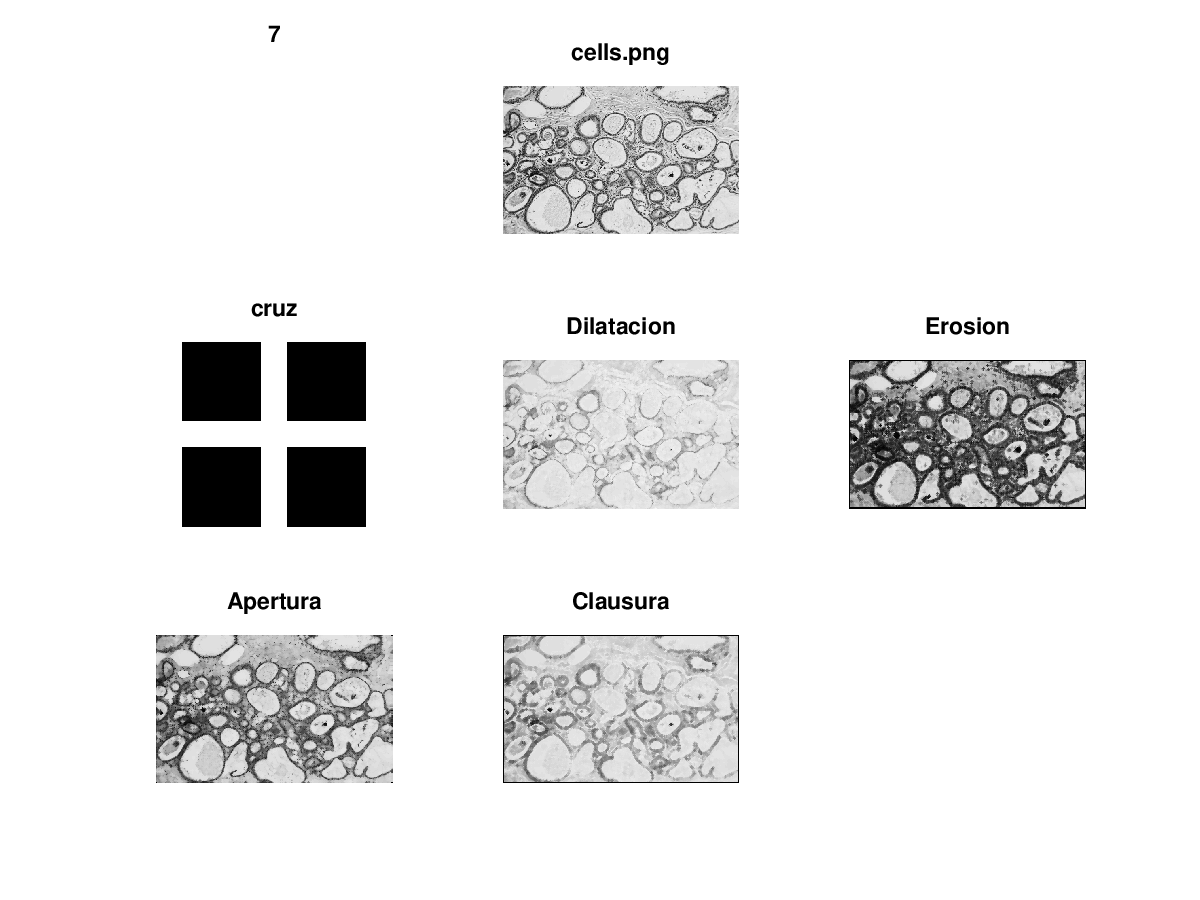 7
cells.png
cruz
Dilatacion
Erosion
Apertura
Clausura